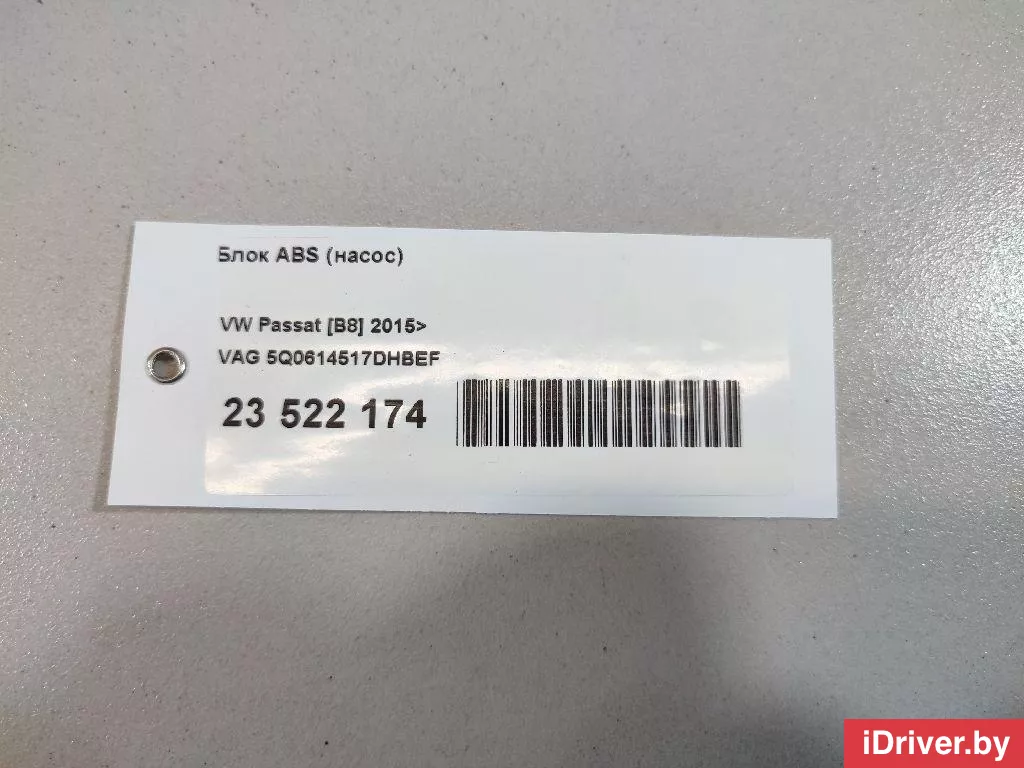 Блок ABS (насос)
VW Passat [B8] 2015>
VAG 5Q0614517DHBEF
23 522 174
iDriver.by